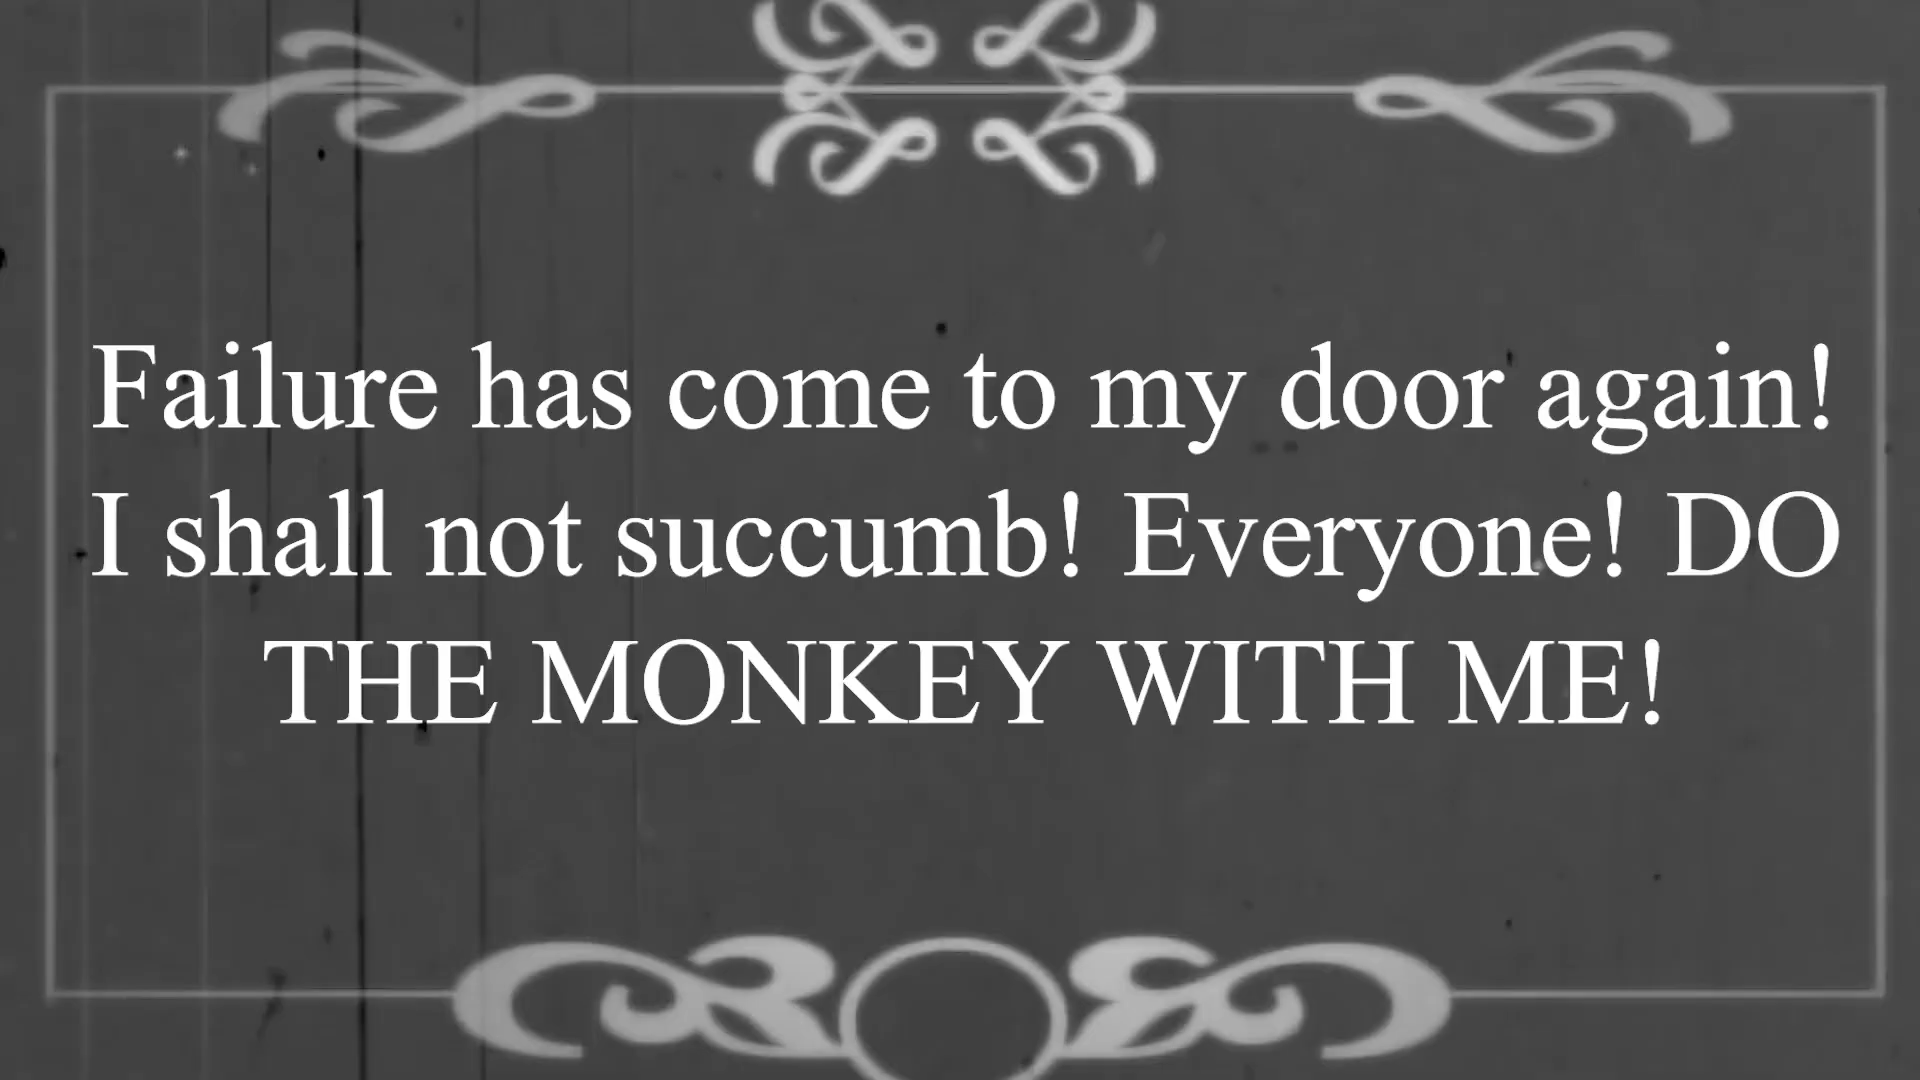 Failure has come to my door again!
I shall not succumb! Everyone! DO
THE MONKEY WITH ME!